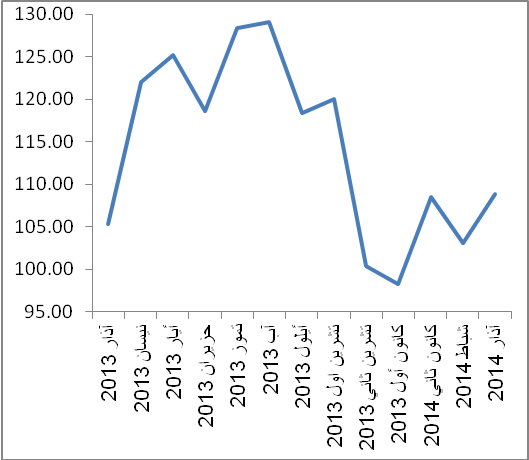 130.00
125.00
120.00
115.00
110.00
105.00
100.00
95.00
آذار 2013
نيسان 2013
أيار 2013
حزيران 2013
تموز 2013
آب 2013
أيلول 2013
تشرين اول 2013
تشرين ثاني 2013
كانون أول 2013
كانون ثاني 2014
شباط 2014
آذار 2014